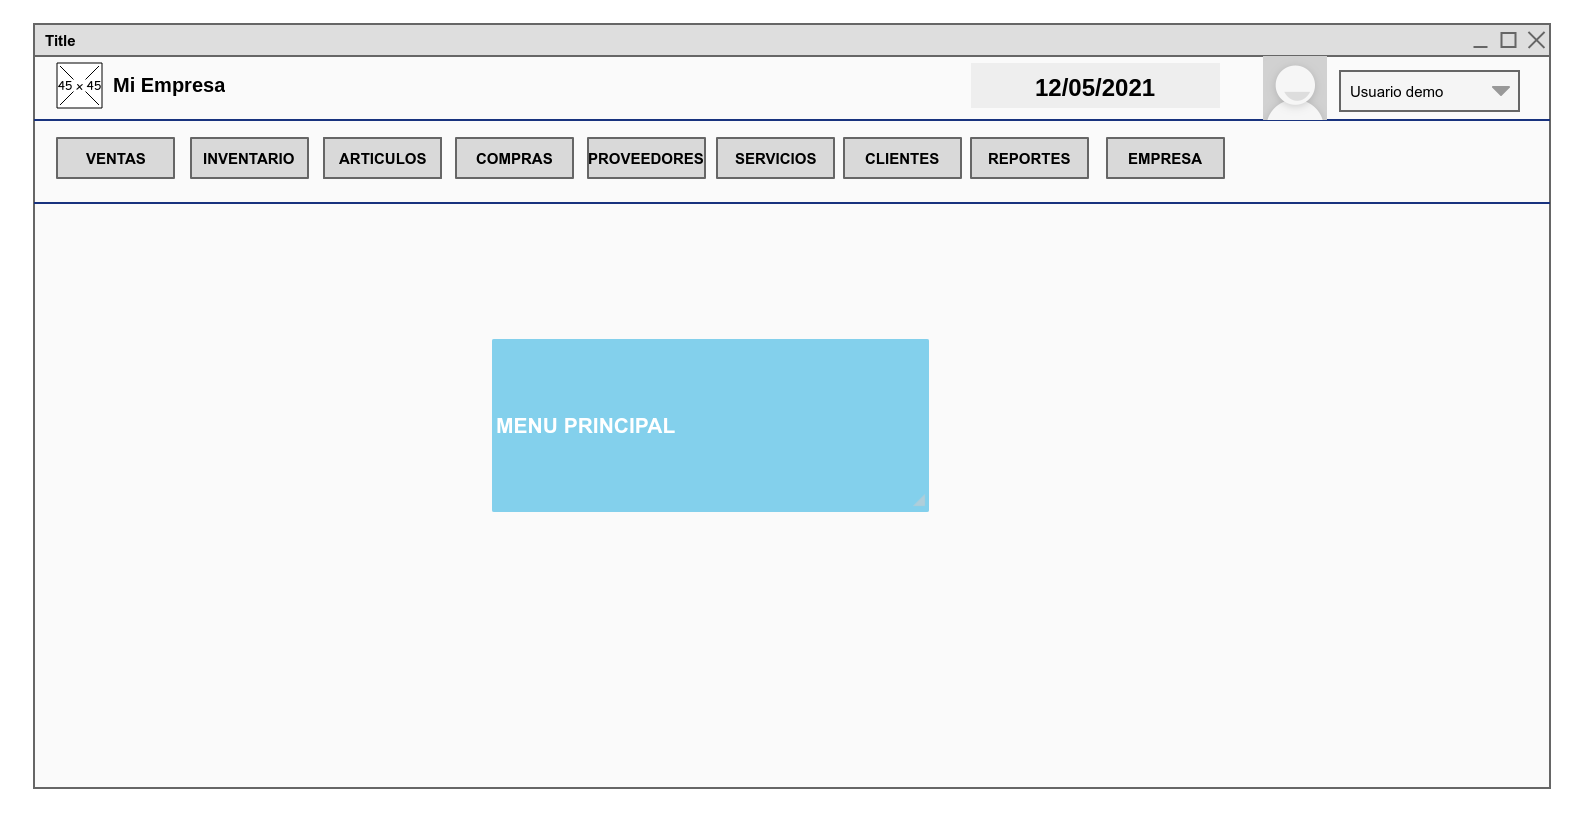 Title
45 x 45
Mi Empresa
12/05/2021
Usuario demo
VENTAS
INVENTARIO
ARTICULOS
COMPRAS
PROVEEDORES
SERVICIOS
CLIENTES
REPORTES
EMPRESA
MENU PRINCIPAL